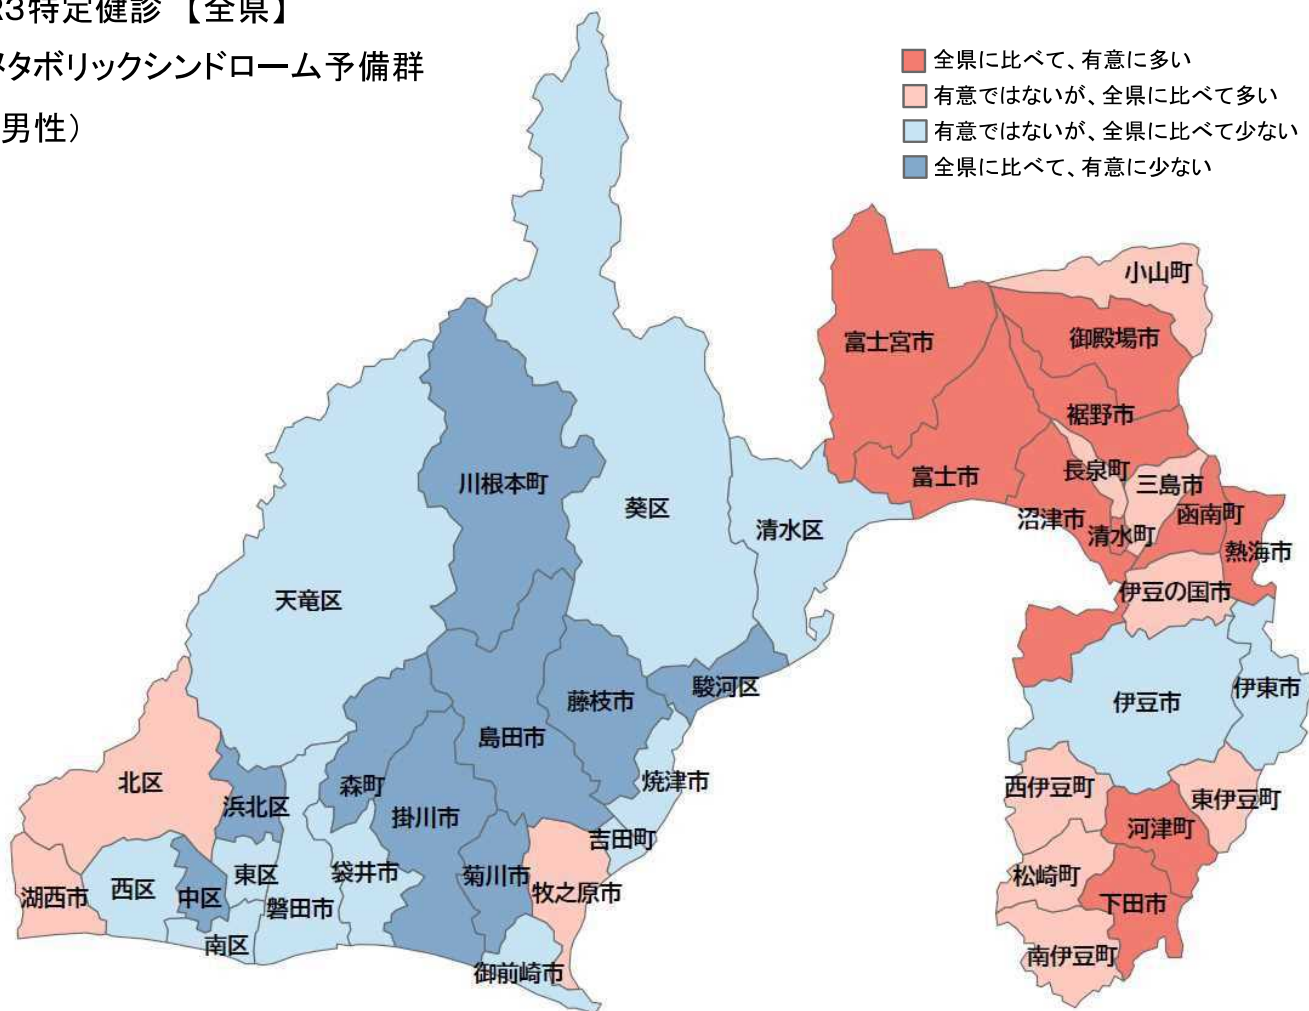 R3特定健診 【全県】
メタボリックシンドローム予備群
男性）
全県に比べて、有意に多い
有意ではないが、全県に比べて多い
有意ではないが、全県に比べて少ない
全県に比べて、有意に少ない
小山町
富士宮市
御殿場市
裾野市
長泉町
富士市
川根本町
三島市
葵区
沼津市
函南町
清水区
清水町
熱海市
天竜区
伊豆の国市
駿河区
伊東市
藤枝市
伊豆市
島田市
北区
森町
焼津市
西伊豆町
浜北区
東伊豆町
掛川市
河津町
吉田町
東区
袋井市
菊川市
松崎町
西区
中区
牧之原市
湖西市
下田市
磐田市
南区
南伊豆町
御前崎市